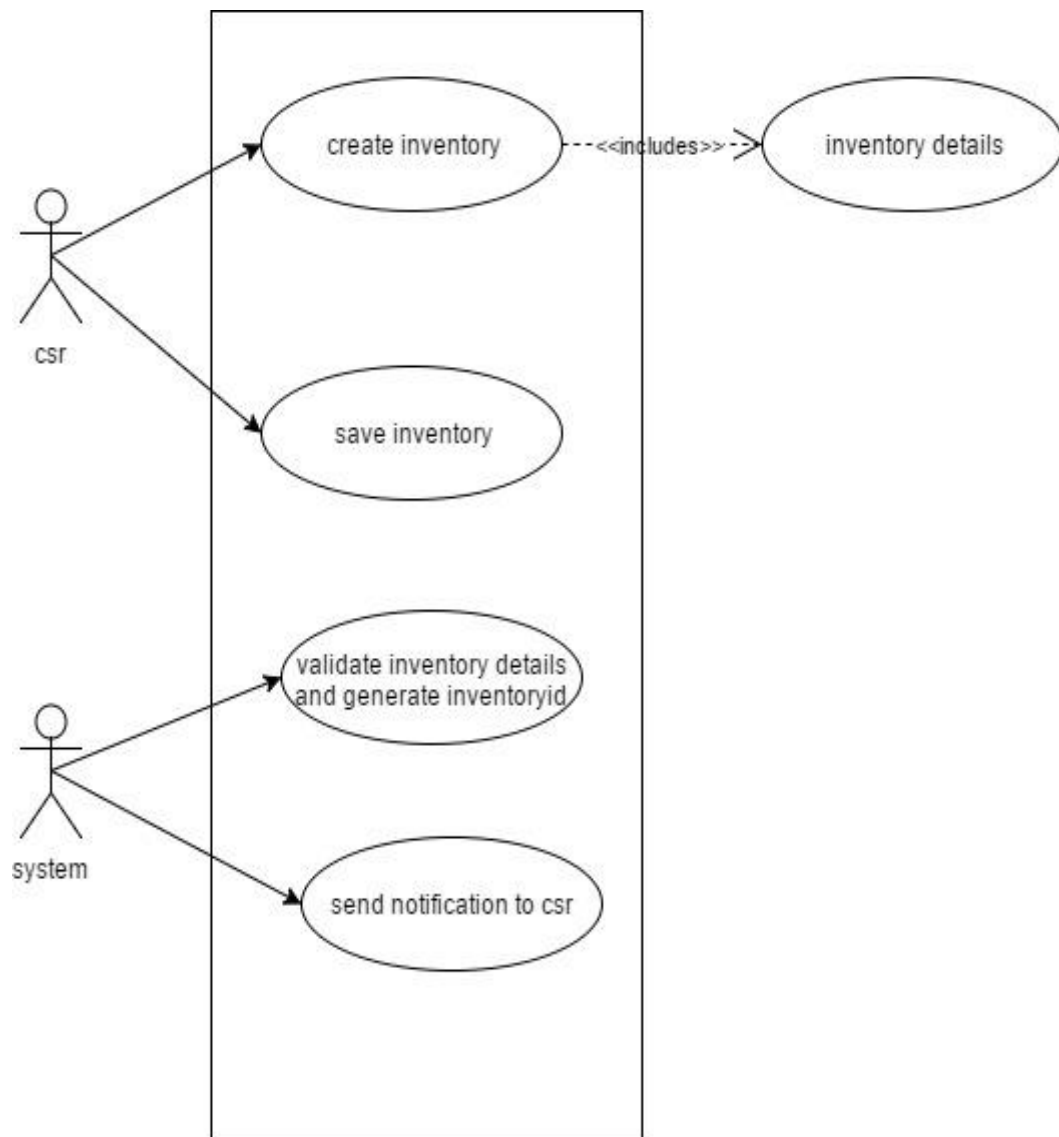 create inventory
<<includes>>
inventory details
csr
save inventory
validate inventory details
and generate inventoryid
system
send notification to csr